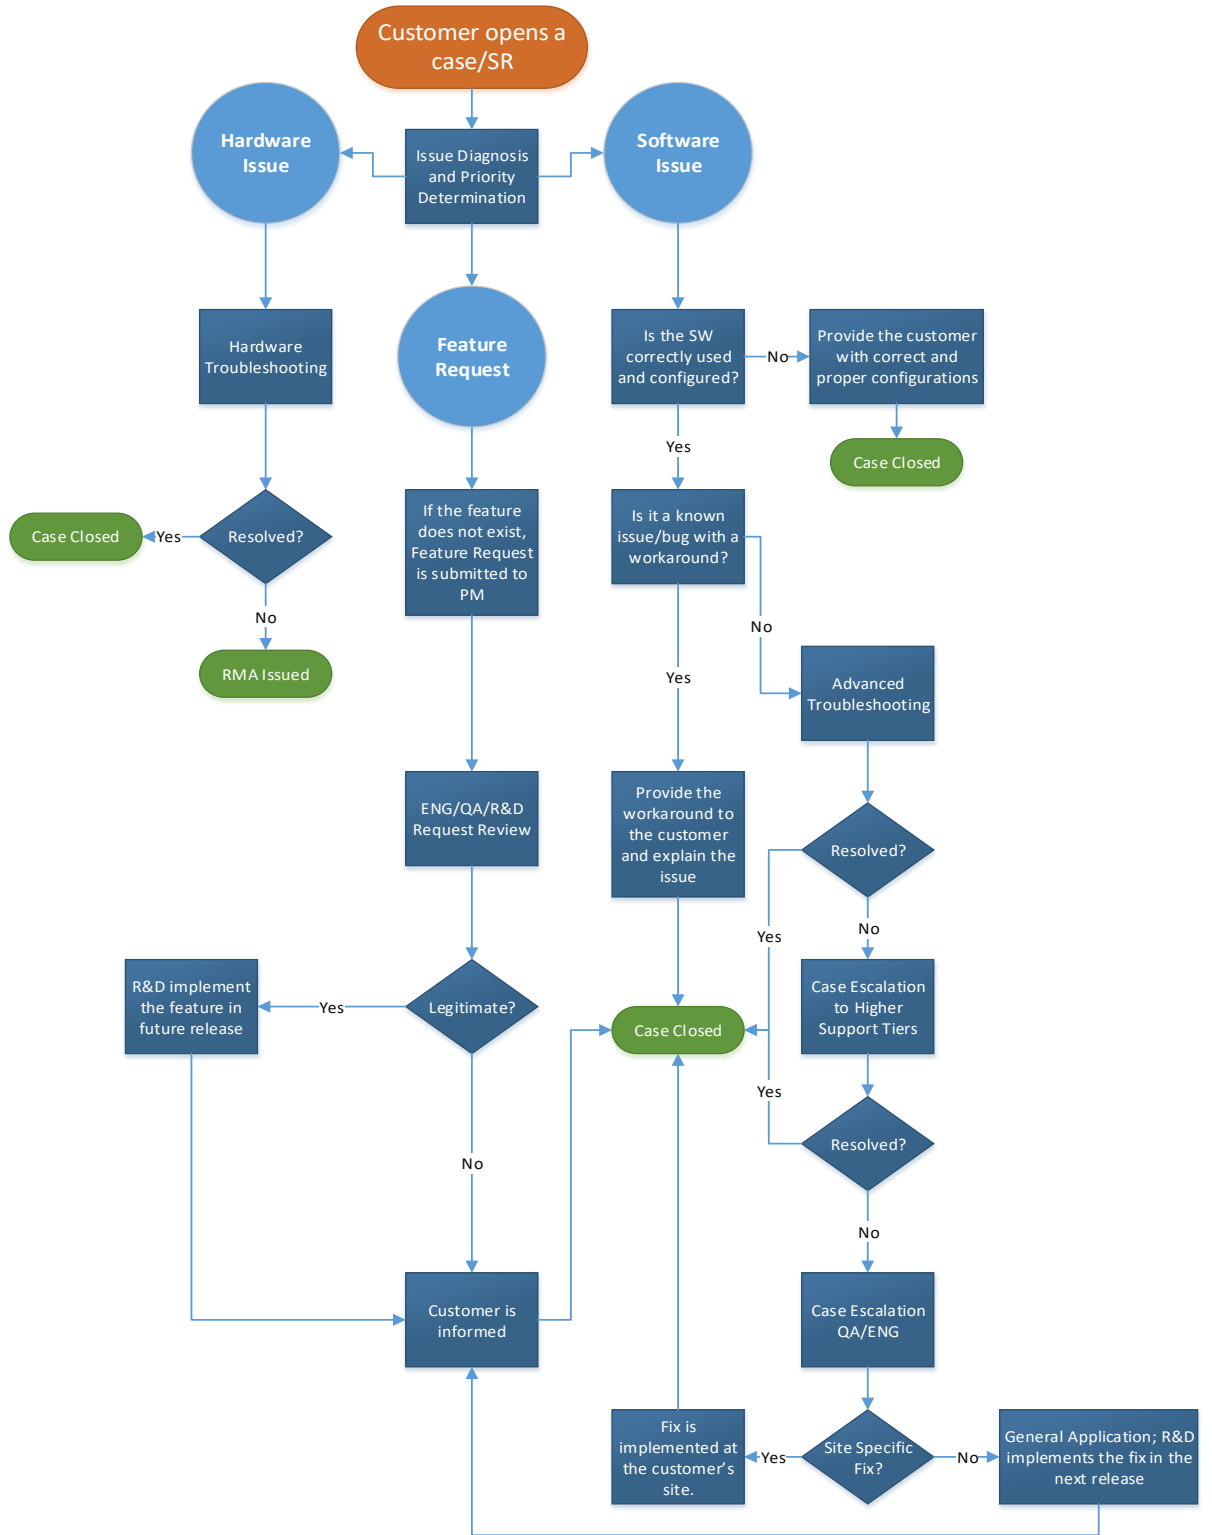 Customer opens a
case/SR
Hardware
Issue
Issue Diagnosis
and Priority
Determination
Software
Issue
Hardware
Troubleshooting
Feature
Request
Is the SW
correctly used
and configured?
No
Provide the customer
with correct and
proper configurations
Yes
Case Closed
If the feature
does not exist,
Feature Request
is submitted to
PM
Is it a known
issue/bug with a
workaround?
Case Closed
Yes
Resolved?
No
No
RMA Issued
Yes
Advanced
Troubleshooting
ENG/QA/R&D
Request Review
Provide the
workaround to
the customer
and explain the
issue
Resolved?
Yes
No
R&D implement
the feature in
future release
Yes
Legitimate?
Case Closed
Case Escalation
to Higher
Support Tiers
Yes
Resolved?
No
No
Customer is
informed
Case Escalation
QA/ENG
Fix is
implemented at
the customer’s
site.
Yes
Site Specific
Fix?
No
General Application; R&D
implements the fix in the
next release